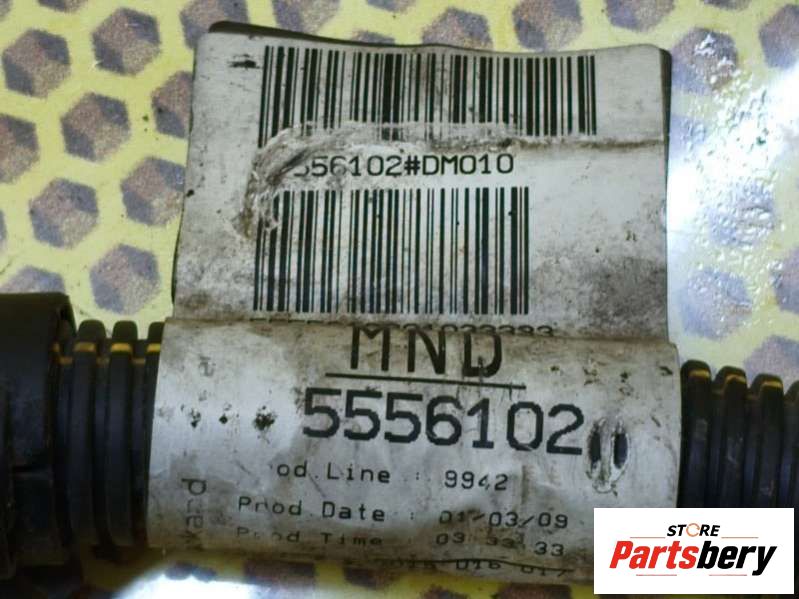 556102#DM010
MND
5556102
od.Line : 9942
Prod.Date : 01/03/09
Prod Time : 03 33 33
STORE
Partsbery